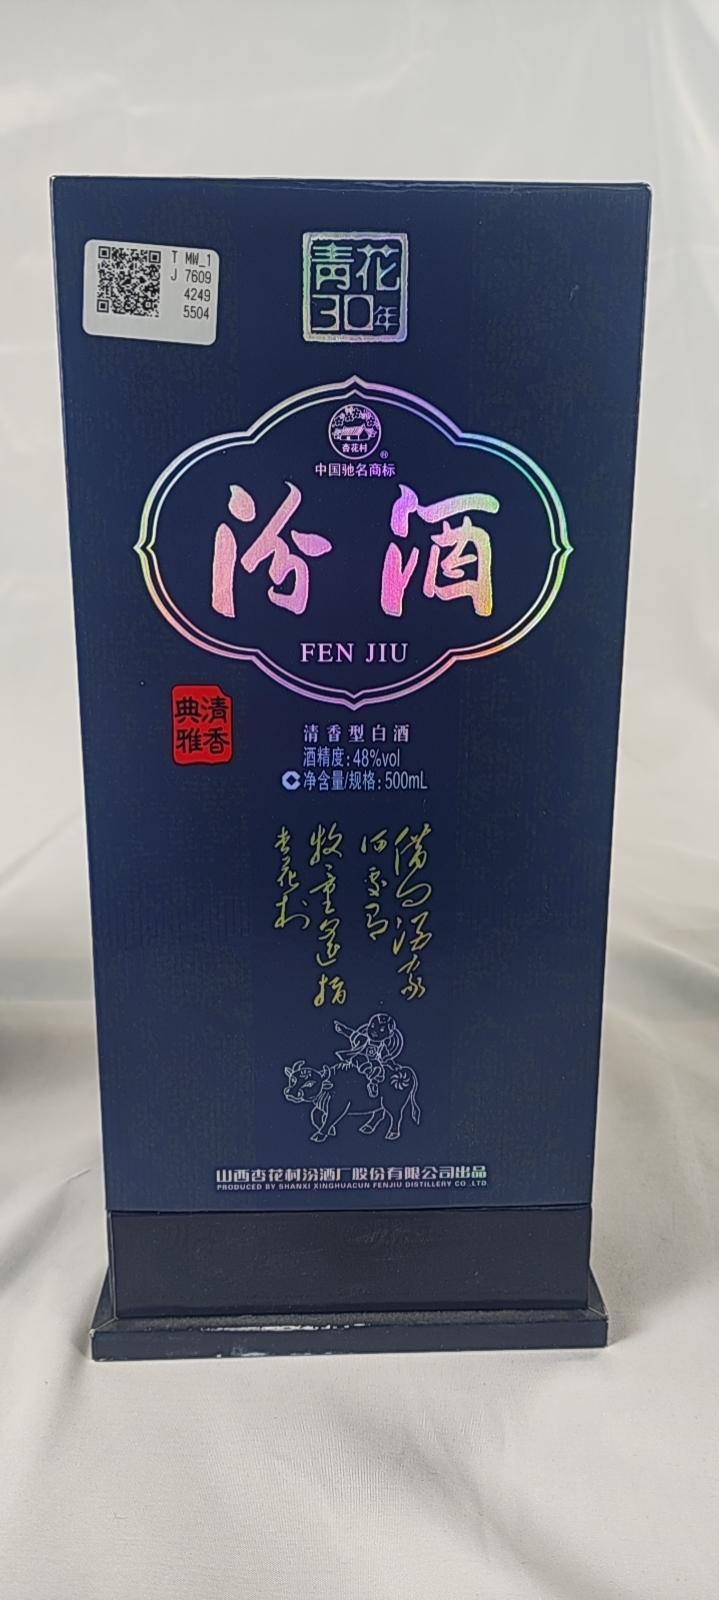 T MW_1
J 7609
4249
5504
青花
30年
杏花村
®
中国驰名商标
汾酒
FEN JIU
清香
典雅
清香型白酒
酒精度:48%vol
净含量/规格:500mL
借问酒家
何处有
牧童遥指
杏花村
山西杏花村汾酒厂股份有限公司出品
PRODUCED BY SHANXI XINGHUACUN FENJIU DISTILLERY CO.,LTD.